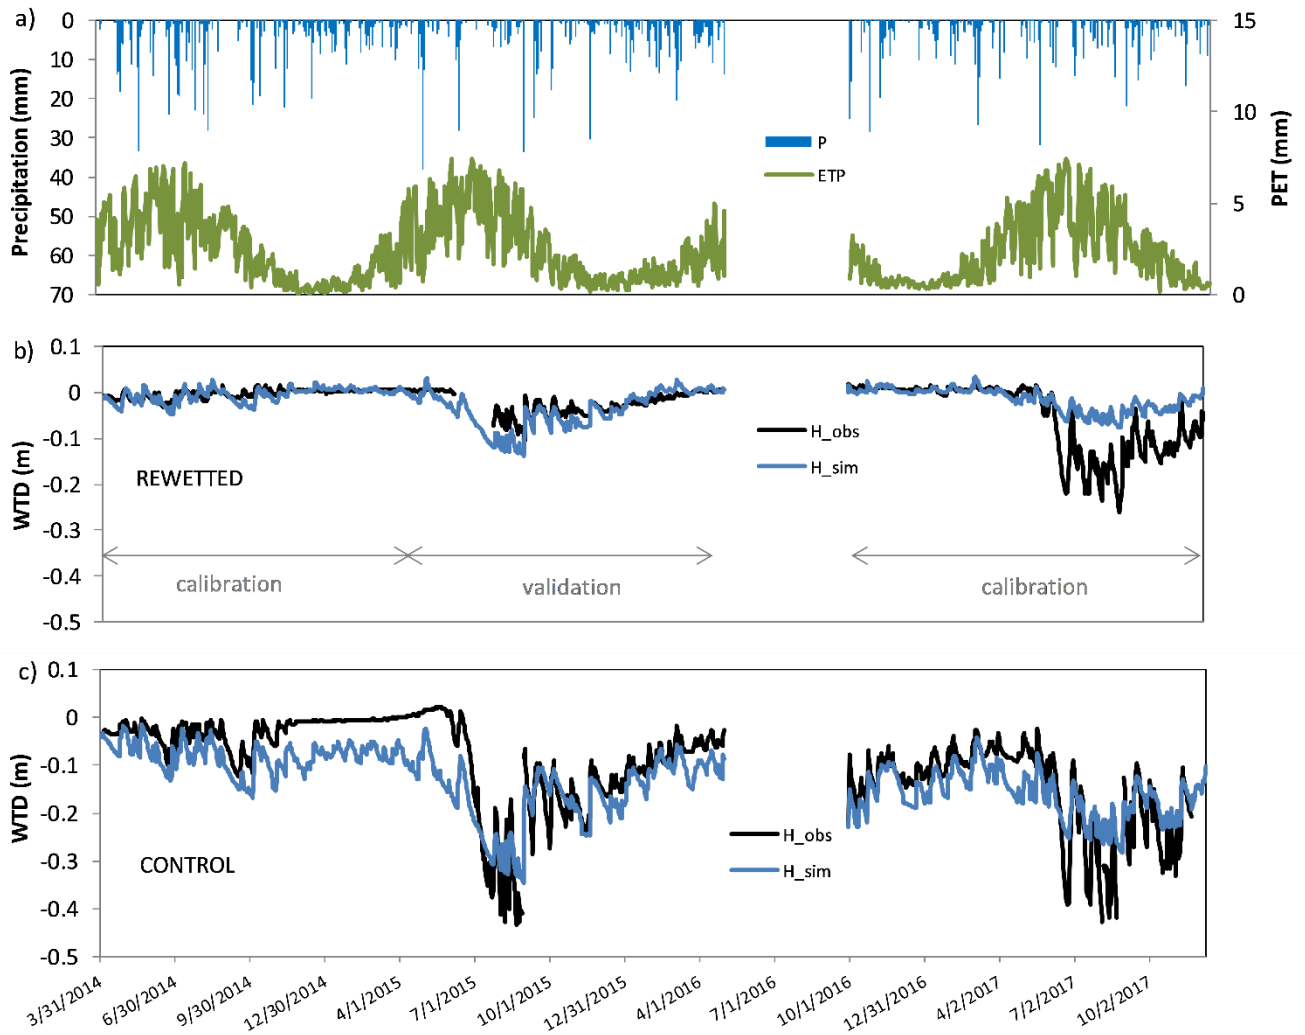 a)
0
10
20
30
40
50
60
70
Precipitation (mm)
15
10
5
0
PET (mm)
P
ETP
b)
0.1
0
-0.1
-0.2
-0.3
-0.4
-0.5
WTD (m)
H_obs
H_sim
REWETTED
calibration
validation
calibration
c)
0.1
0
-0.1
-0.2
-0.3
-0.4
-0.5
WTD (m)
H_obs
H_sim
CONTROL
3/31/2014
6/30/2014
9/30/2014
12/30/2014
4/1/2015
7/1/2015
10/1/2015
12/31/2015
4/1/2016
7/1/2016
10/1/2016
12/31/2016
4/2/2017
7/2/2017
10/2/2017